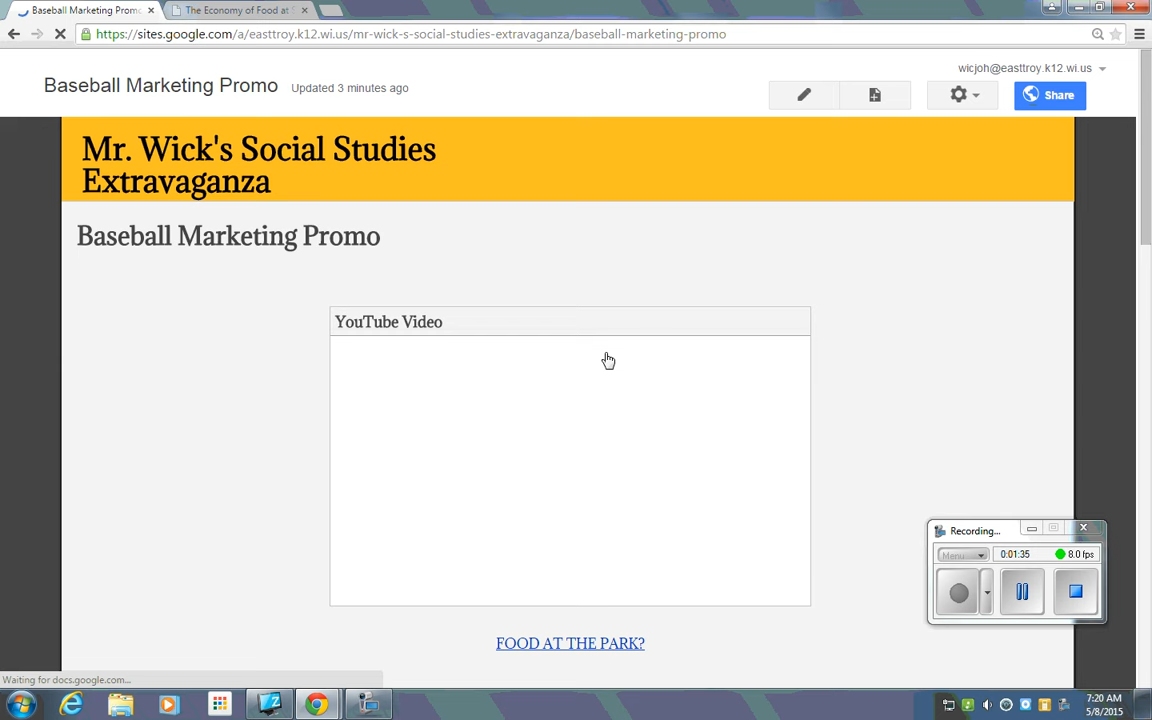 Baseball Marketing Promo
The Economy of Food at
https://sites.google.com/a/easttroy.k12.wi.us/mr-wick-s-social-studies-extravaganza/baseball-marketing-promo
wicjoh@easttroy.k12.wi.us
Baseball Marketing Promo Updated 3 minutes ago
Share
Mr. Wick's Social Studies
Extravaganza
Baseball Marketing Promo
YouTube Video
Recording...
Menu 0:01:35 8.0 fps
FOOD AT THE PARK?
Waiting for docs.google.com...
7:20 AM
5/8/2015